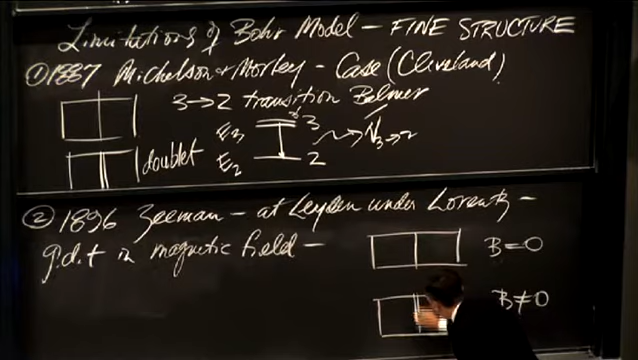 Limitations of Bohr Model – FINE STRUCTURE
① 1887 Michelson & Morley – Case (Cleveland)
3→2 transition Balmer
doublet
E3
3
E2
2
ν3→2
② 1896 Zeeman – at Leyden under Lorentz –
g.d.t in magnetic field –
B=0
B≠0